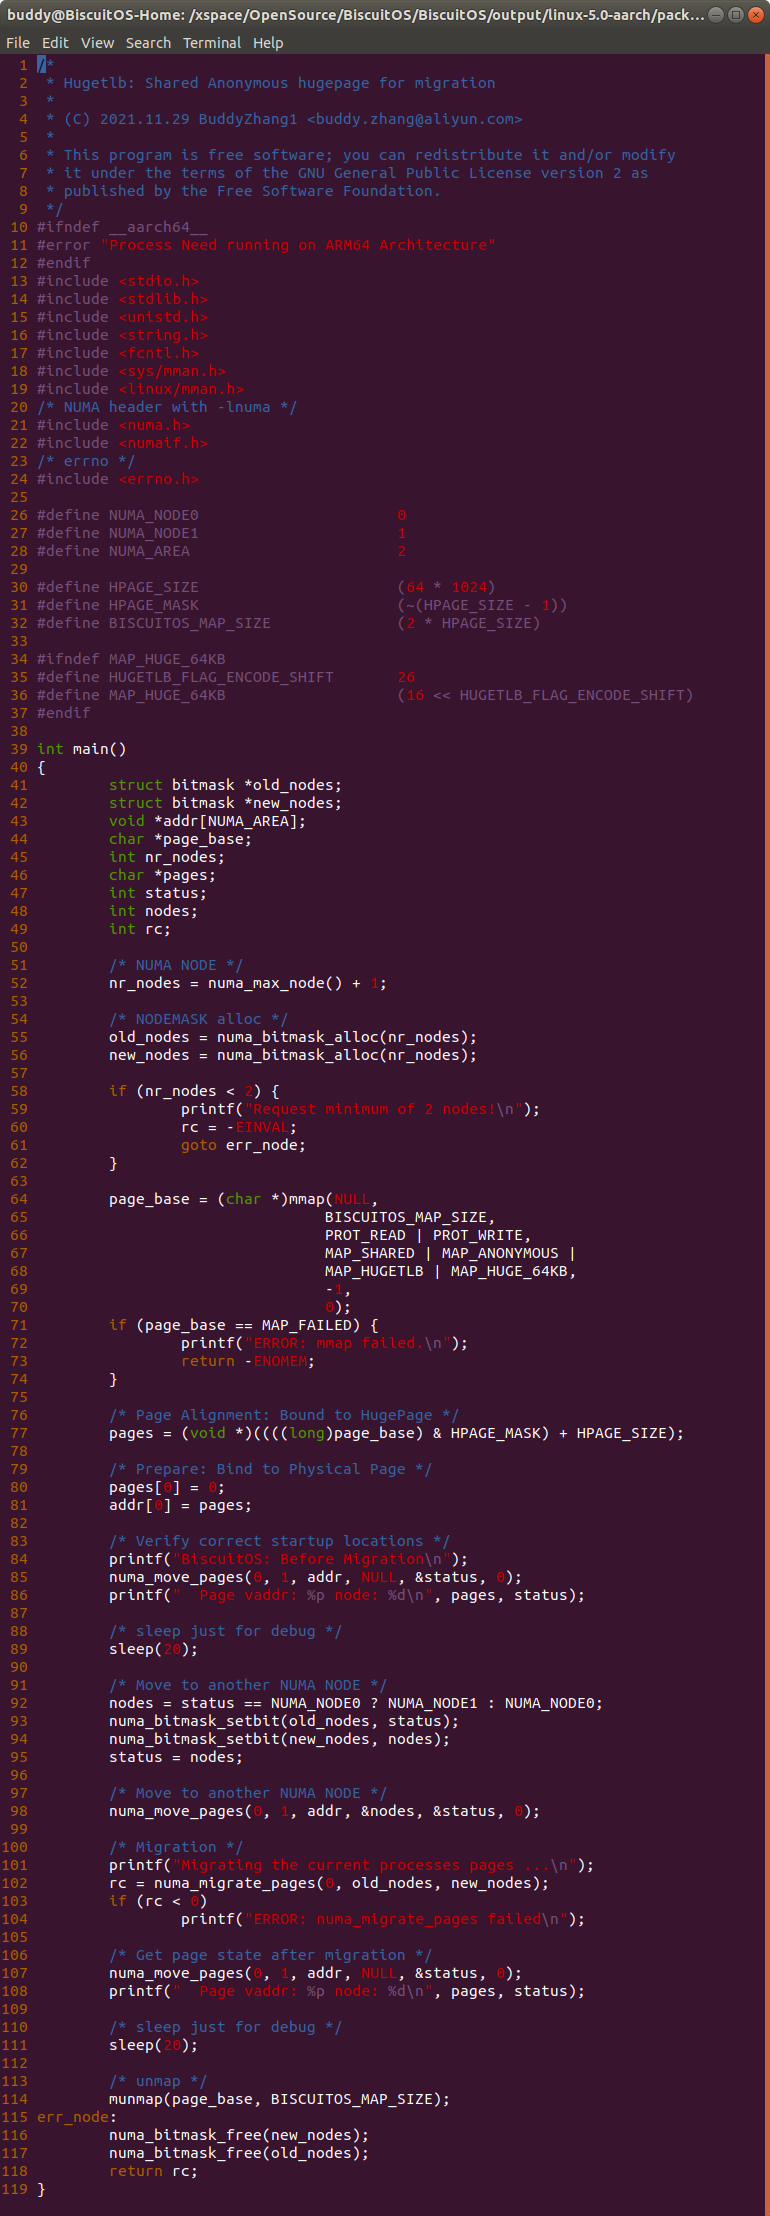 buddy@BiscuitOS-Home: /xspace/OpenSource/BiscuitOS/BiscuitOS/output/linux-5.0-aarch/pack...
File Edit View Search Terminal Help
1 /*
2  * Hugetlb: Shared Anonymous hugepage for migration
3  *
4  * (C) 2021.11.29 BuddyZhang1 <buddy.zhang@aliyun.com>
5  *
6  * This program is free software; you can redistribute it and/or modify
7  * it under the terms of the GNU General Public License version 2 as
8  * published by the Free Software Foundation.
9  */
10 #ifndef __aarch64__
11 #error "Process Need running on ARM64 Architecture"
12 #endif
13 #include <stdio.h>
14 #include <stdlib.h>
15 #include <unistd.h>
16 #include <string.h>
17 #include <fcntl.h>
18 #include <sys/mman.h>
19 #include <linux/mman.h>
20 /* NUMA header with -lnuma */
21 #include <numa.h>
22 #include <numaif.h>
23 /* errno */
24 #include <errno.h>
25
26 #define NUMA_NODE0                      0
27 #define NUMA_NODE1                      1
28 #define NUMA_AREA                       2
29
30 #define HPAGE_SIZE                      (64 * 1024)
31 #define HPAGE_MASK                      (~(HPAGE_SIZE - 1))
32 #define BISCUITOS_MAP_SIZE              (2 * HPAGE_SIZE)
33
34 #ifndef MAP_HUGE_64KB
35 #define HUGETLB_FLAG_ENCODE_SHIFT       26
36 #define MAP_HUGE_64KB                   (16 << HUGETLB_FLAG_ENCODE_SHIFT)
37 #endif
38
39 int main()
40 {
41         struct bitmask *old_nodes;
42         struct bitmask *new_nodes;
43         void *addr[NUMA_AREA];
44         char *page_base;
45         int nr_nodes;
46         char *pages;
47         int status;
48         int nodes;
49         int rc;
50
51         /* NUMA NODE */
52         nr_nodes = numa_max_node() + 1;
53
54         /* NODEMASK alloc */
55         old_nodes = numa_bitmask_alloc(nr_nodes);
56         new_nodes = numa_bitmask_alloc(nr_nodes);
57
58         if (nr_nodes < 2) {
59                 printf("Request minimum of 2 nodes!\n");
60                 rc = -EINVAL;
61                 goto err_node;
62         }
63
64         page_base = (char *)mmap(NULL,
65                                 BISCUITOS_MAP_SIZE,
66                                 PROT_READ | PROT_WRITE,
67                                 MAP_SHARED | MAP_ANONYMOUS |
68                                 MAP_HUGETLB | MAP_HUGE_64KB,
69                                 -1,
70                                 0);
71         if (page_base == MAP_FAILED) {
72                 printf("ERROR: mmap failed.\n");
73                 return -ENOMEM;
74         }
75
76         /* Page Alignment: Bound to HugePage */
77         pages = (void *)((((long)page_base) & HPAGE_MASK) + HPAGE_SIZE);
78
79         /* Prepare: Bind to Physical Page */
80         pages[0] = 0;
81         addr[0] = pages;
82
83         /* Verify correct startup locations */
84         printf("BiscuitOS: Before Migration\n");
85         numa_move_pages(0, 1, addr, NULL, &status, 0);
86         printf("  Page vaddr: %p node: %d\n", pages, status);
87
88         /* sleep just for debug */
89         sleep(20);
90
91         /* Move to another NUMA NODE */
92         nodes = status == NUMA_NODE0 ? NUMA_NODE1 : NUMA_NODE0;
93         numa_bitmask_setbit(old_nodes, status);
94         numa_bitmask_setbit(new_nodes, nodes);
95         status = nodes;
96
97         /* Move to another NUMA NODE */
98         numa_move_pages(0, 1, addr, &nodes, &status, 0);
99
100         /* Migration */
101         printf("Migrating the current processes pages ...\n");
102         rc = numa_migrate_pages(0, old_nodes, new_nodes);
103         if (rc < 0)
104                 printf("ERROR: numa_migrate_pages failed\n");
105
106         /* Get page state after migration */
107         numa_move_pages(0, 1, addr, NULL, &status, 0);
108         printf("  Page vaddr: %p node: %d\n", pages, status);
109
110         /* sleep just for debug */
111         sleep(20);
112
113         /* unmap */
114         munmap(page_base, BISCUITOS_MAP_SIZE);
115 err_node:
116         numa_bitmask_free(new_nodes);
117         numa_bitmask_free(old_nodes);
118         return rc;
119 }